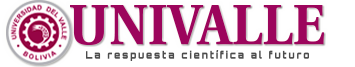 UNIVERSIDAD DEL VALLE
BOLIVIA
UNIVALLE
La respuesta científica al futuro